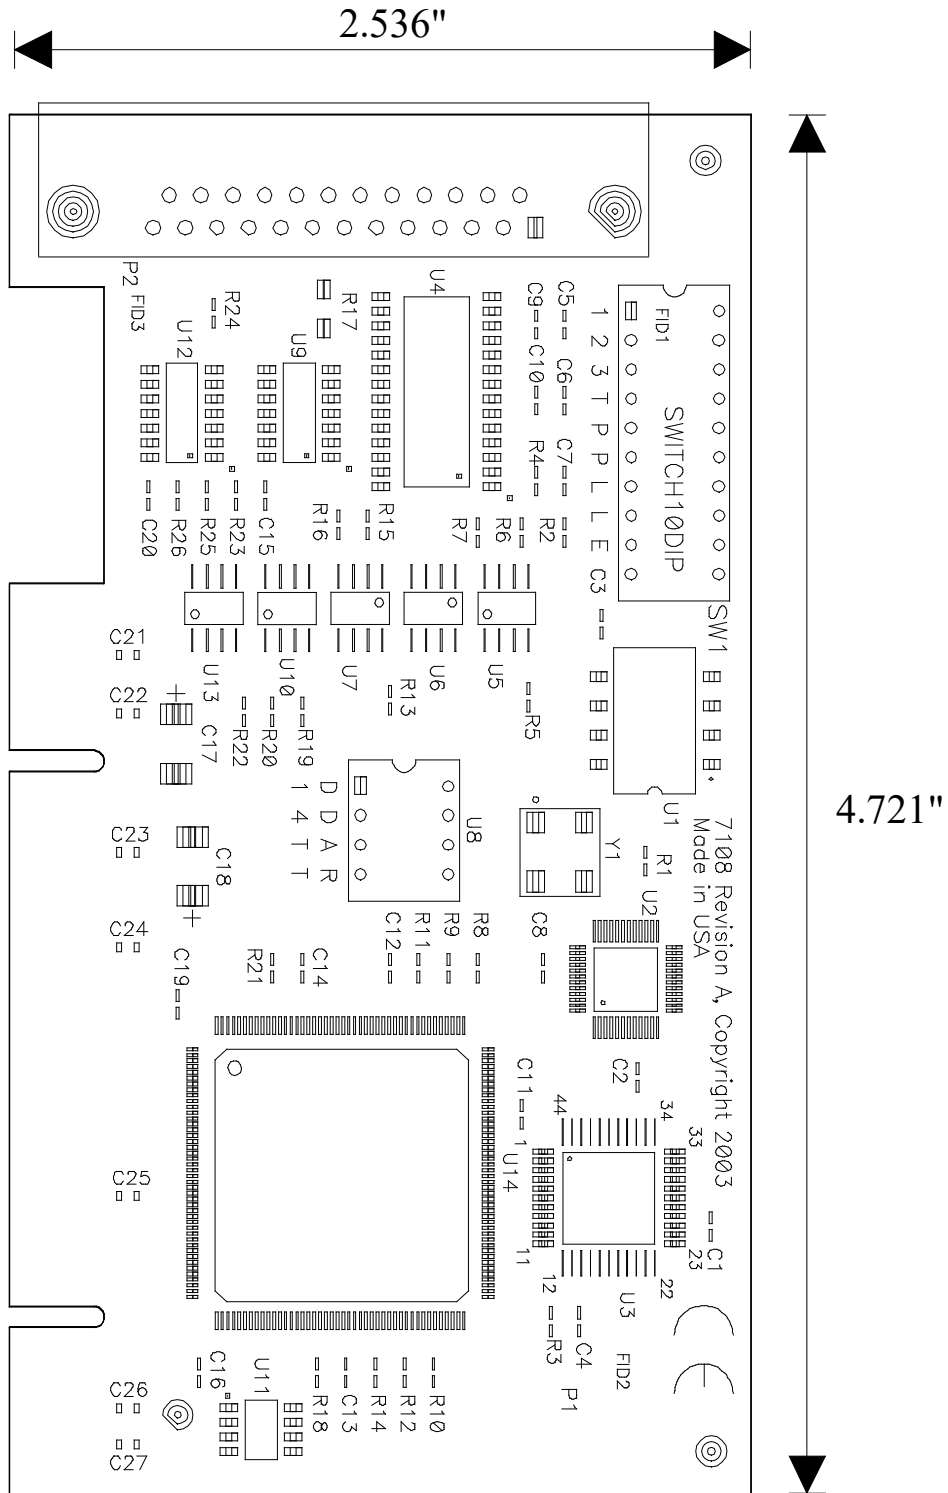 2.536"
4.721"
P2
FID3
R24
U12
U9
R17
U4
C9
C5
C10
C6
R4
C7
1
2
3
T
P
P
L
L
E
FID1
SWITCH10DIP
SW1
C20
R26
R25
R23
C15
R16
R15
R7
R6
R2
C3
C21
C22
U13
U10
U7
U6
U5
R13
R5
C17
R22
R20
R19
D D
1 4
D A R
T T
U8
Y1
U1
R1
U2
7108 Revision A, Copyright 2003
Made in USA
C23
C18
C24
C19
R21
C14
C12
R11
R9
R8
C8
C2
C11
1
U14
44
34
33
C25
11
12
22
23
C1
U3
R3
C4
FID2
P1
C16
U11
R18
C13
R14
R12
R10
C26
C27
CE